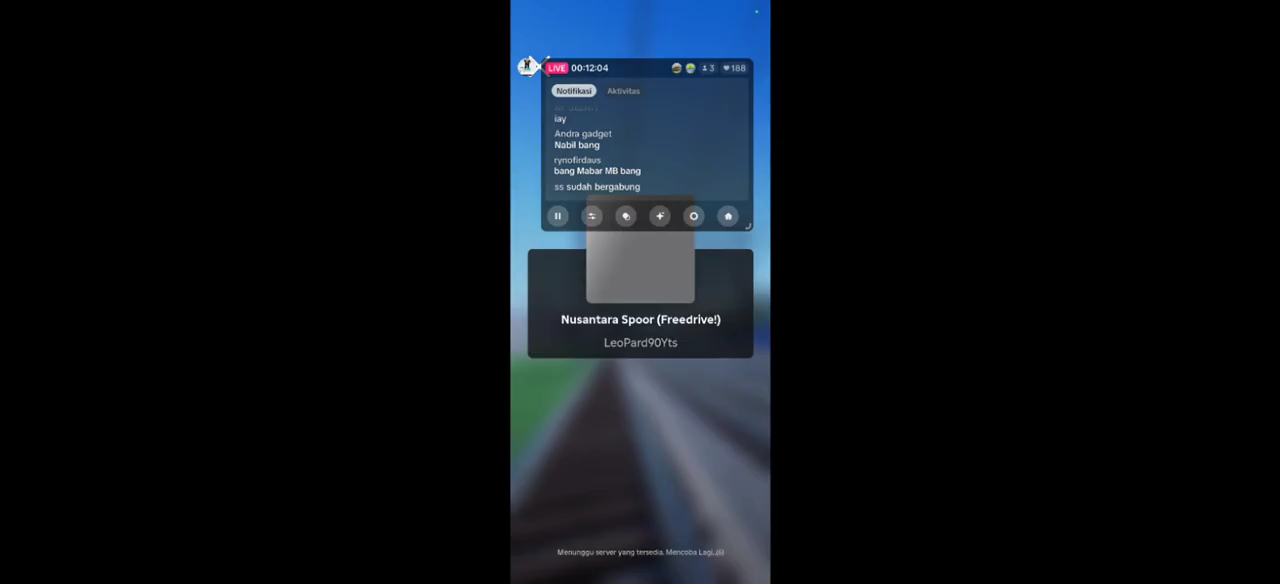 LIVE 00:12:04 3 188
Notifikasi Aktivitas
iay
Andra gadget
Nabil bang
rynofirdaus
bang Mabar MB bang
ss sudah bergabung
Nusantara Spoor (Freedrive!)
LeoPard90Yts
Menunggu server yang tersedia. Mencoba Lagi..(6)